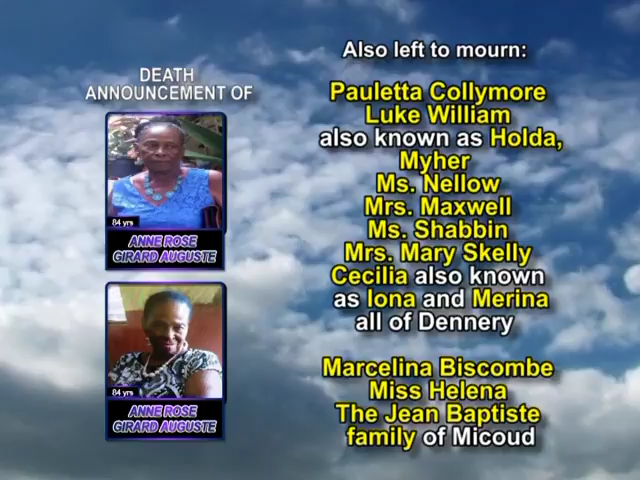 DEATH
ANNOUNCEMENT OF
84 yrs
ANNE ROSE
GIRARD AUGUSTE
84 yrs
ANNE ROSE
GIRARD AUGUSTE
Also left to mourn:
Pauletta Collymore
Luke William
also known as Holda,
Myher
Ms. Nellow
Mrs. Maxwell
Ms. Shabbin
Mrs. Mary Skelly
Cecilia also known
as Iona and Merina
all of Dennery
Marcelina Biscombe
Miss Helena
The Jean Baptiste
family of Micoud